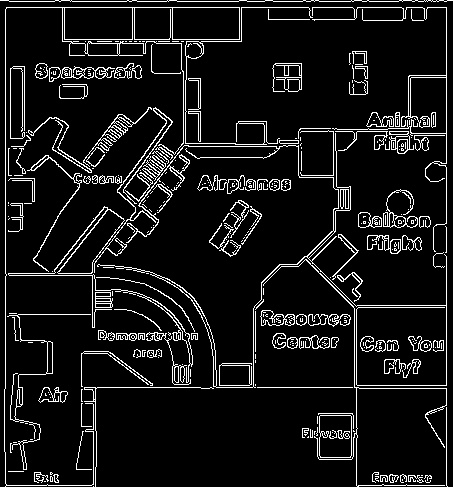 Spacecraft
Animal
Flight
Cessna
Airplanes
Balloon
Flight
Resource
Center
Demonstration
area
Can You
Fly?
Air
Elevator
Exit
Entrance